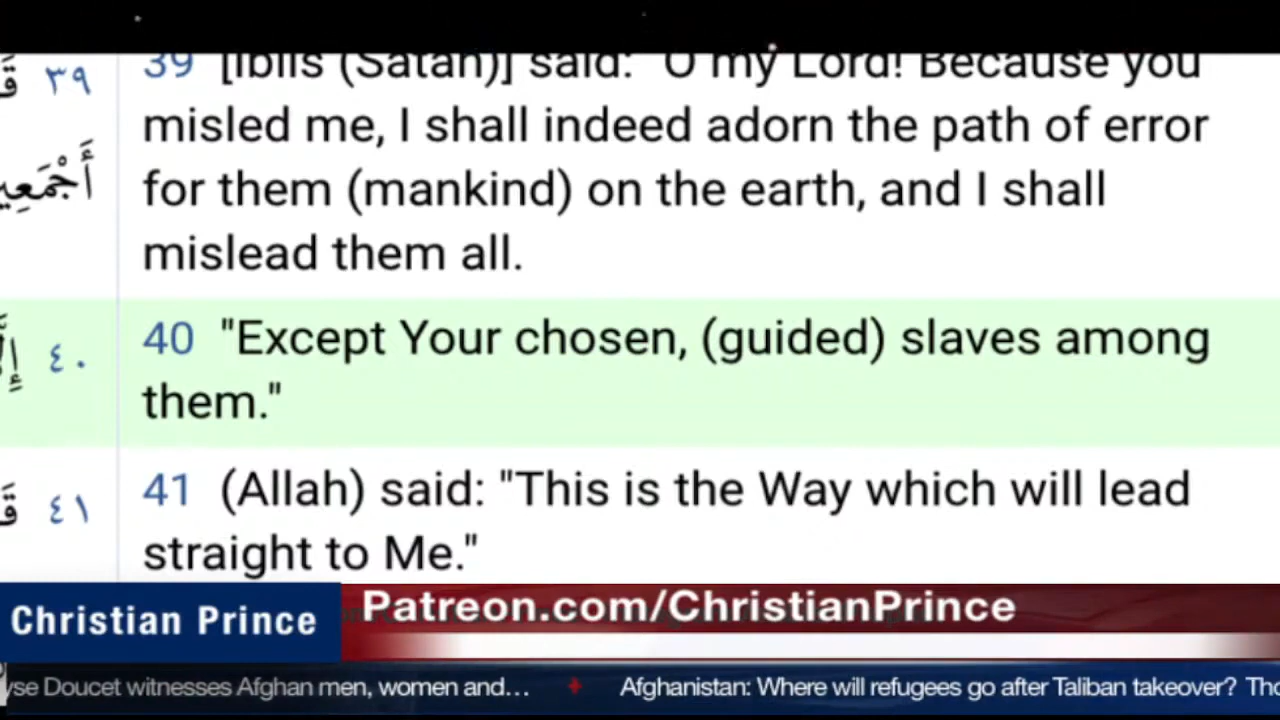 39 [Iblis (Satan)] said: "O my Lord! Because you
misled me, I shall indeed adorn the path of error
for them (mankind) on the earth, and I shall
mislead them all.
٣٩
40 "Except Your chosen, (guided) slaves among
them."
٤٠
41 (Allah) said: "This is the Way which will lead
straight to Me."
٤١
Christian Prince
Patreon.com/ChristianPrince
Doucet witnesses Afghan men, women and...
Afghanistan: Where will refugees go after Taliban takeover?